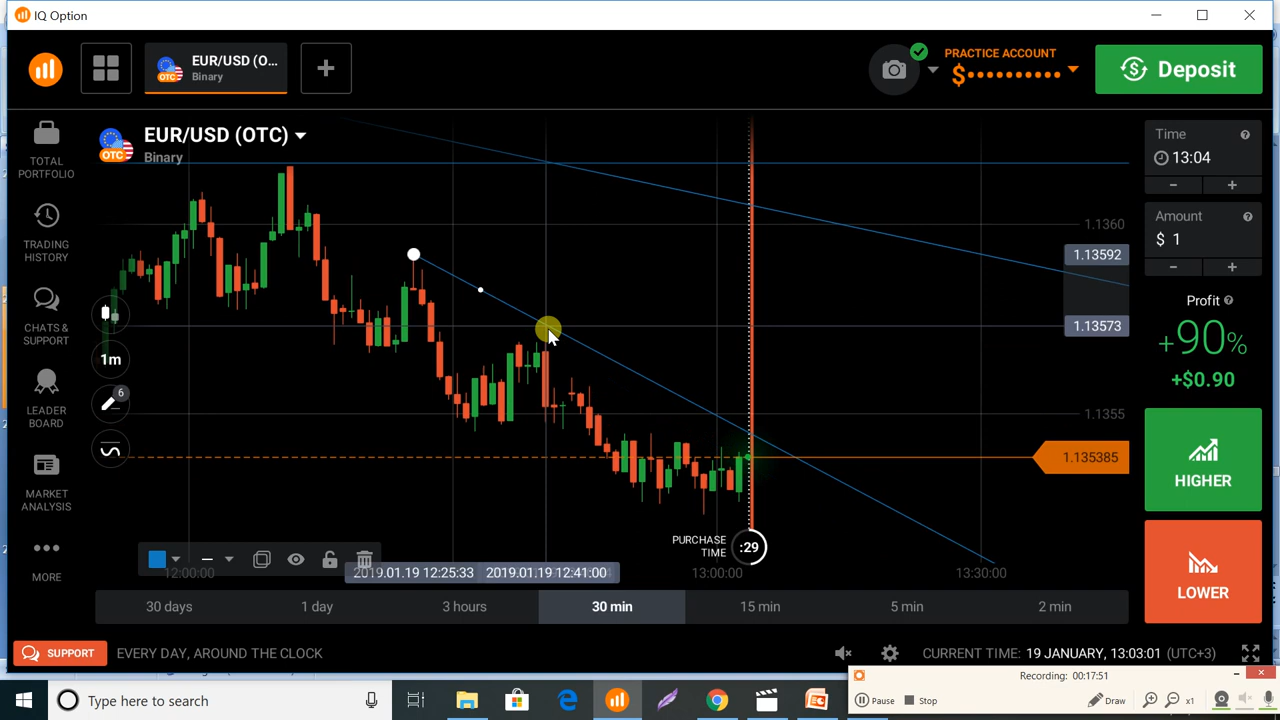 IQ Option
EUR/USD (O...
Binary
OTC
PRACTICE ACCOUNT
$••••••••••
Deposit
EUR/USD (OTC)
Binary
OTC
TOTAL
PORTFOLIO
TRADING
HISTORY
CHATS &
SUPPORT
LEADER
BOARD
MARKET
ANALYSIS
MORE
1m
6
1.1360
1.13592
1.13573
1.1355
1.135385
PURCHASE
TIME
:29
12:00:00
2019.01.19 12:25:33
2019.01.19 12:41:00
13:00:00
13:30:00
30 days
1 day
3 hours
30 min
15 min
5 min
2 min
Time
13:04
- +
Amount
$ 1
- +
Profit
+90%
+$0.90
HIGHER
LOWER
SUPPORT
EVERY DAY, AROUND THE CLOCK
CURRENT TIME: 19 JANUARY, 13:03:01 (UTC+3)
Recording: 00:17:51
Pause
Stop
Draw
x1
Type here to search